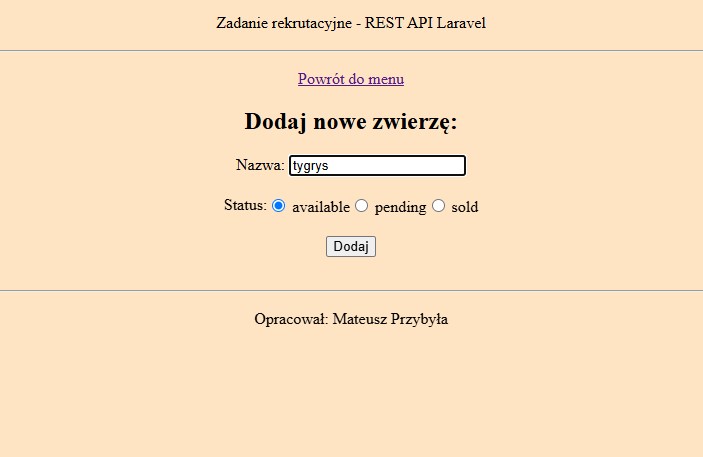 Zadanie rekrutacyjne - REST API Laravel
Powrót do menu
Dodaj nowe zwierzę:
Nazwa: tygrys
Status: available pending sold
Dodaj
Opracował: Mateusz Przybyła